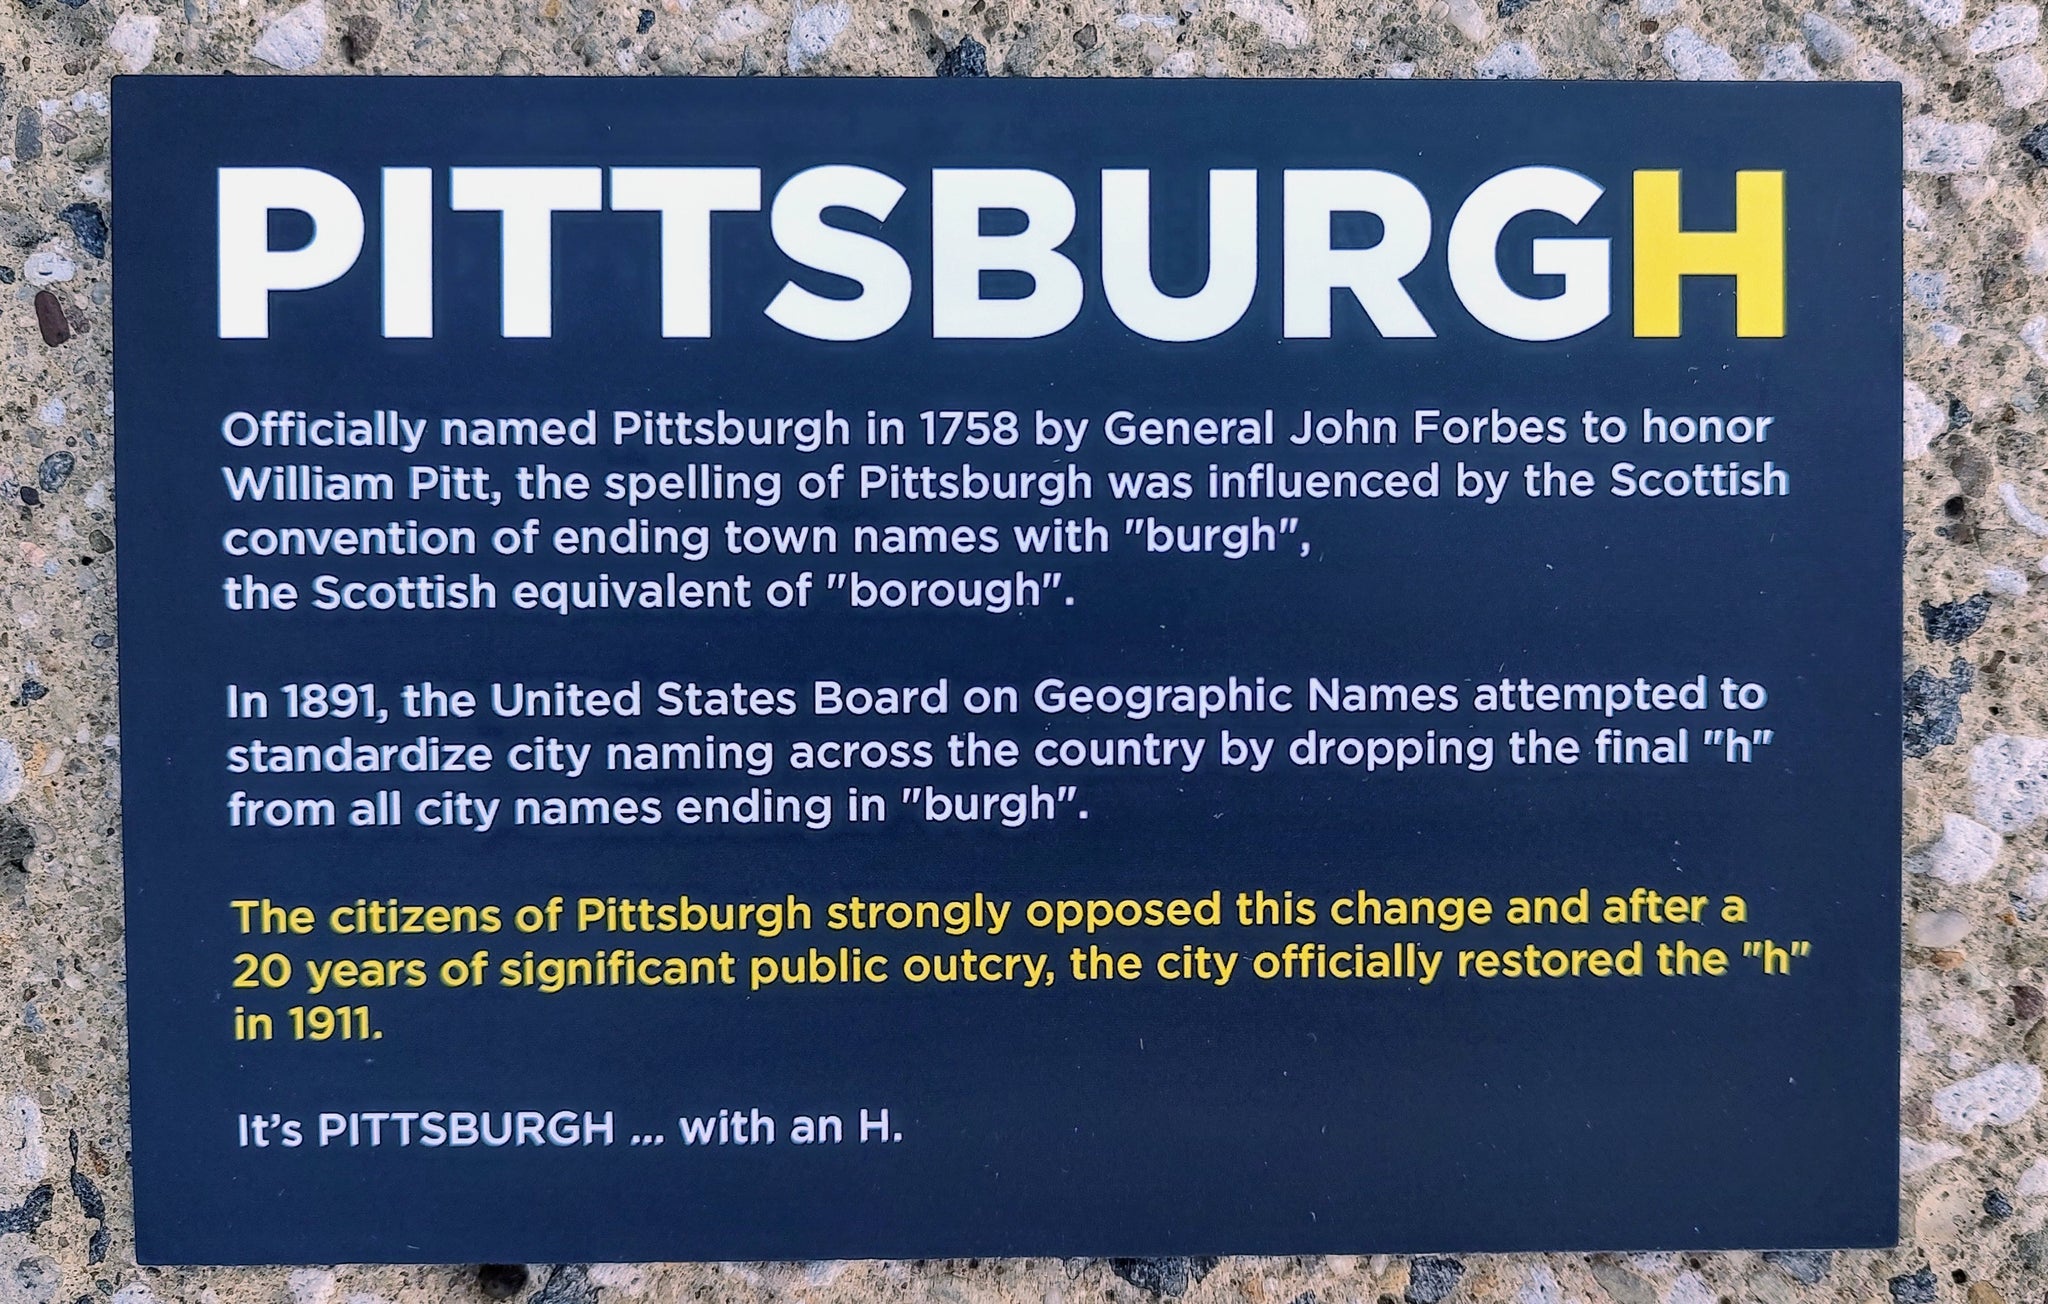 PITTSBURGH
Officially named Pittsburgh in 1758 by General John Forbes to honor
William Pitt, the spelling of Pittsburgh was influenced by the Scottish
convention of ending town names with "burgh",
the Scottish equivalent of "borough".
In 1891, the United States Board on Geographic Names attempted to
standardize city naming across the country by dropping the final "h"
from all city names ending in "burgh".
The citizens of Pittsburgh strongly opposed this change and after a
20 years of significant public outcry, the city officially restored the "h"
in 1911.
It’s PITTSBURGH ... with an H.